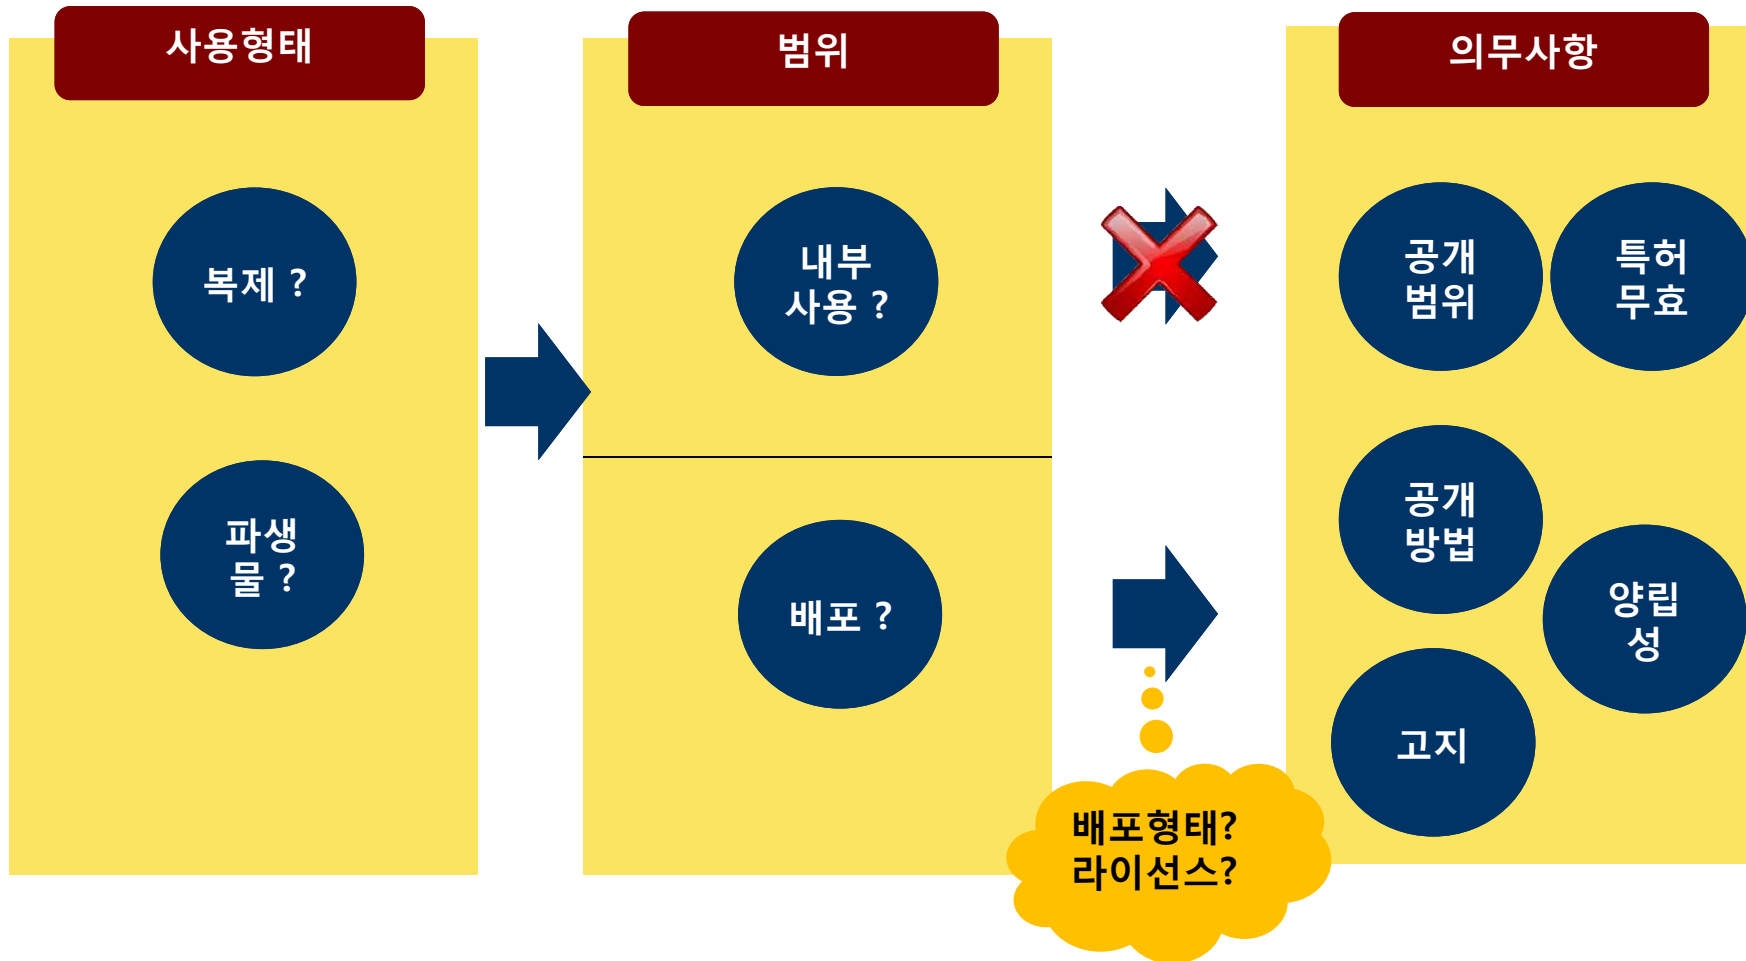 사용형태
복제 ?
파생
물 ?
범위
내부
사용 ?
배포 ?
배포형태?
라이선스?
의무사항
공개
범위
특허
무효
공개
방법
양립
성
고지